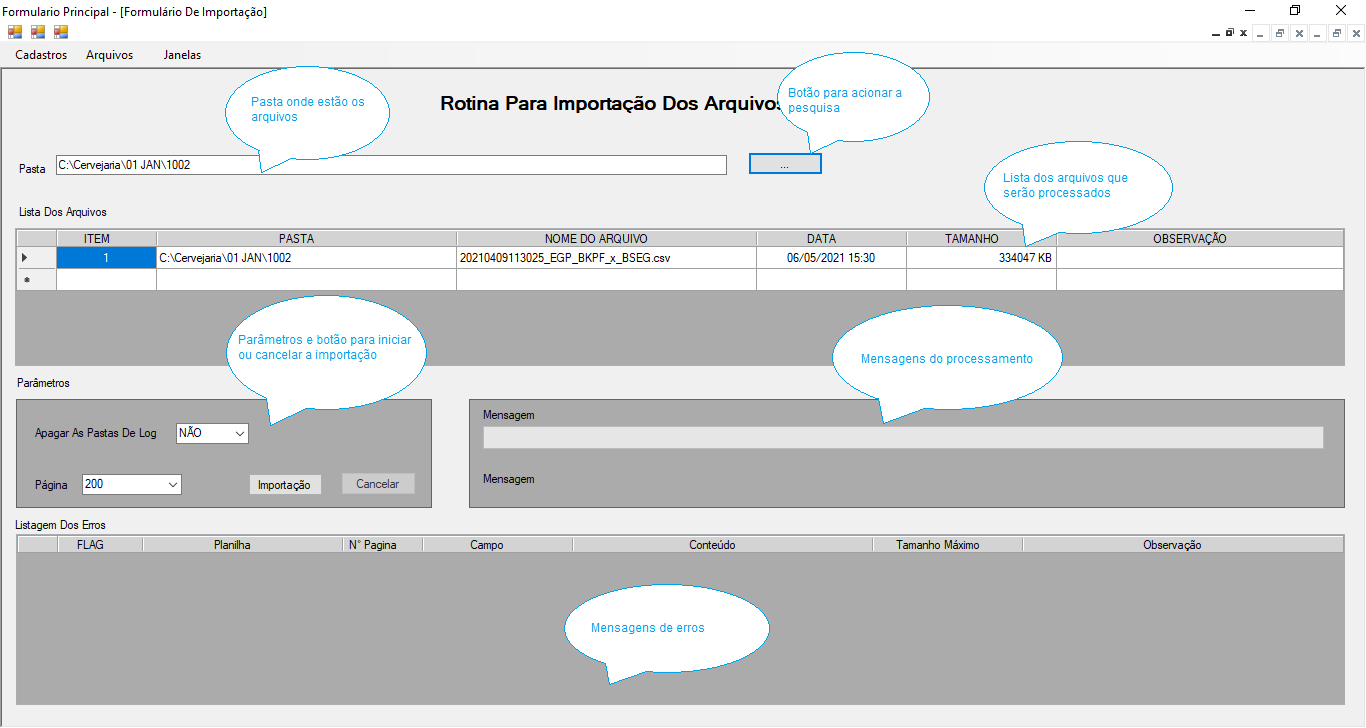 Formulario Principal - [Formulário De Importação]
Cadastros Arquivos Janelas
Pasta onde estão os
arquivos
Rotina Para Importação Dos Arquivos
Botão para acionar a
pesquisa
Pasta C:\Cervejaria\01 JAN\1002 ...
Lista dos arquivos que
serão processados
Lista Dos Arquivos
ITEM PASTA NOME DO ARQUIVO DATA TAMANHO OBSERVAÇÃO
1 C:\Cervejaria\01 JAN\1002 20210409113025_EGP_BKPF_x_BSEG.csv 06/05/2021 15:30 334047 KB
Parâmetros e botão para iniciar
ou cancelar a importação
Mensagens do processamento
Parâmetros
Apagar As Pastas De Log NÃO
Mensagem
Página 200 Importação Cancelar
Mensagem
Listagem Dos Erros
FLAG Planilha N° Pagina Campo Conteúdo Tamanho Máximo Observação
Mensagens de erros